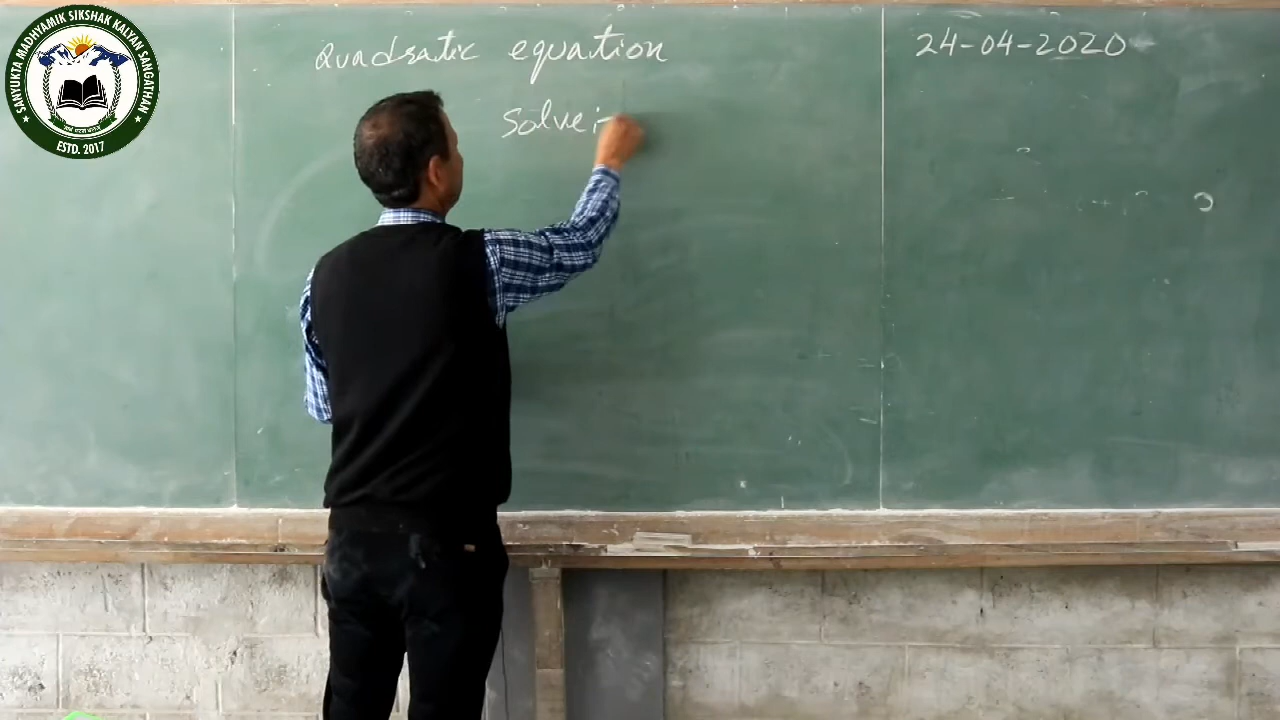 SANYUKTA MADHYAMIK SIKSHAK KALYAN SANGATHAN
ESTD. 2017
Quadratic equation
24-04-2020
Solve:-